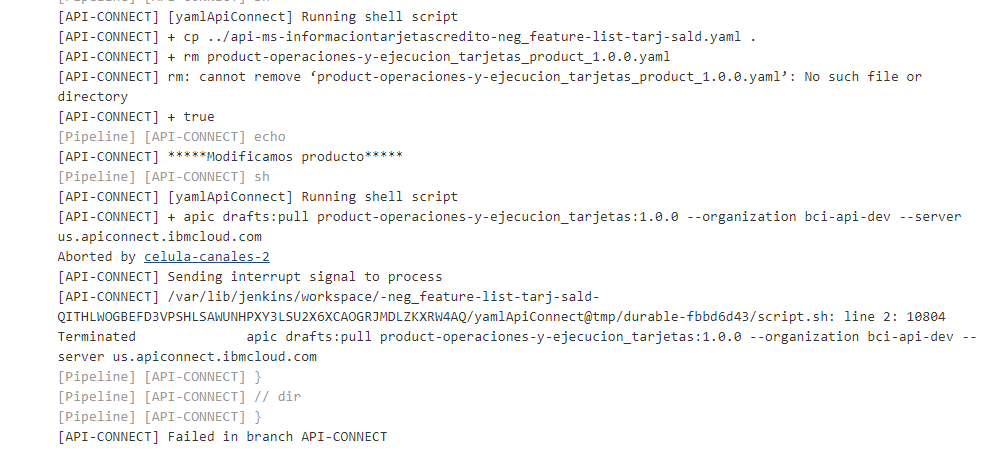 [Pipeline] [API-CONNECT] sh
[API-CONNECT] [yamlApiConnect] Running shell script
[API-CONNECT] + cp ../api-ms-informaciontarjetascredito-neg_feature-list-tarj-sald.yaml .
[API-CONNECT] + rm product-operaciones-y-ejecucion_tarjetas_product_1.0.0.yaml
[API-CONNECT] rm: cannot remove ‘product-operaciones-y-ejecucion_tarjetas_product_1.0.0.yaml’: No such file or
directory
[API-CONNECT] + true
[Pipeline] [API-CONNECT] echo
[API-CONNECT] *****Modificamos producto*****
[Pipeline] [API-CONNECT] sh
[API-CONNECT] [yamlApiConnect] Running shell script
[API-CONNECT] + apic drafts:pull product-operaciones-y-ejecucion_tarjetas:1.0.0 --organization bci-api-dev --server
us.apiconnect.ibmcloud.com
Aborted by celula-canales-2
[API-CONNECT] Sending interrupt signal to process
[API-CONNECT] /var/lib/jenkins/workspace/-neg_feature-list-tarj-sald-
QITHLWOGBEFD3VPSHLSAWUNHPXY3LSU2X6XCAOGRJMDLZKXRW4AQ/yamlApiConnect@tmp/durable-fbbd6d43/script.sh: line 2: 10804
Terminated              apic drafts:pull product-operaciones-y-ejecucion_tarjetas:1.0.0 --organization bci-api-dev --
server us.apiconnect.ibmcloud.com
[Pipeline] [API-CONNECT] }
[Pipeline] [API-CONNECT] // dir
[Pipeline] [API-CONNECT] }
[API-CONNECT] Failed in branch API-CONNECT